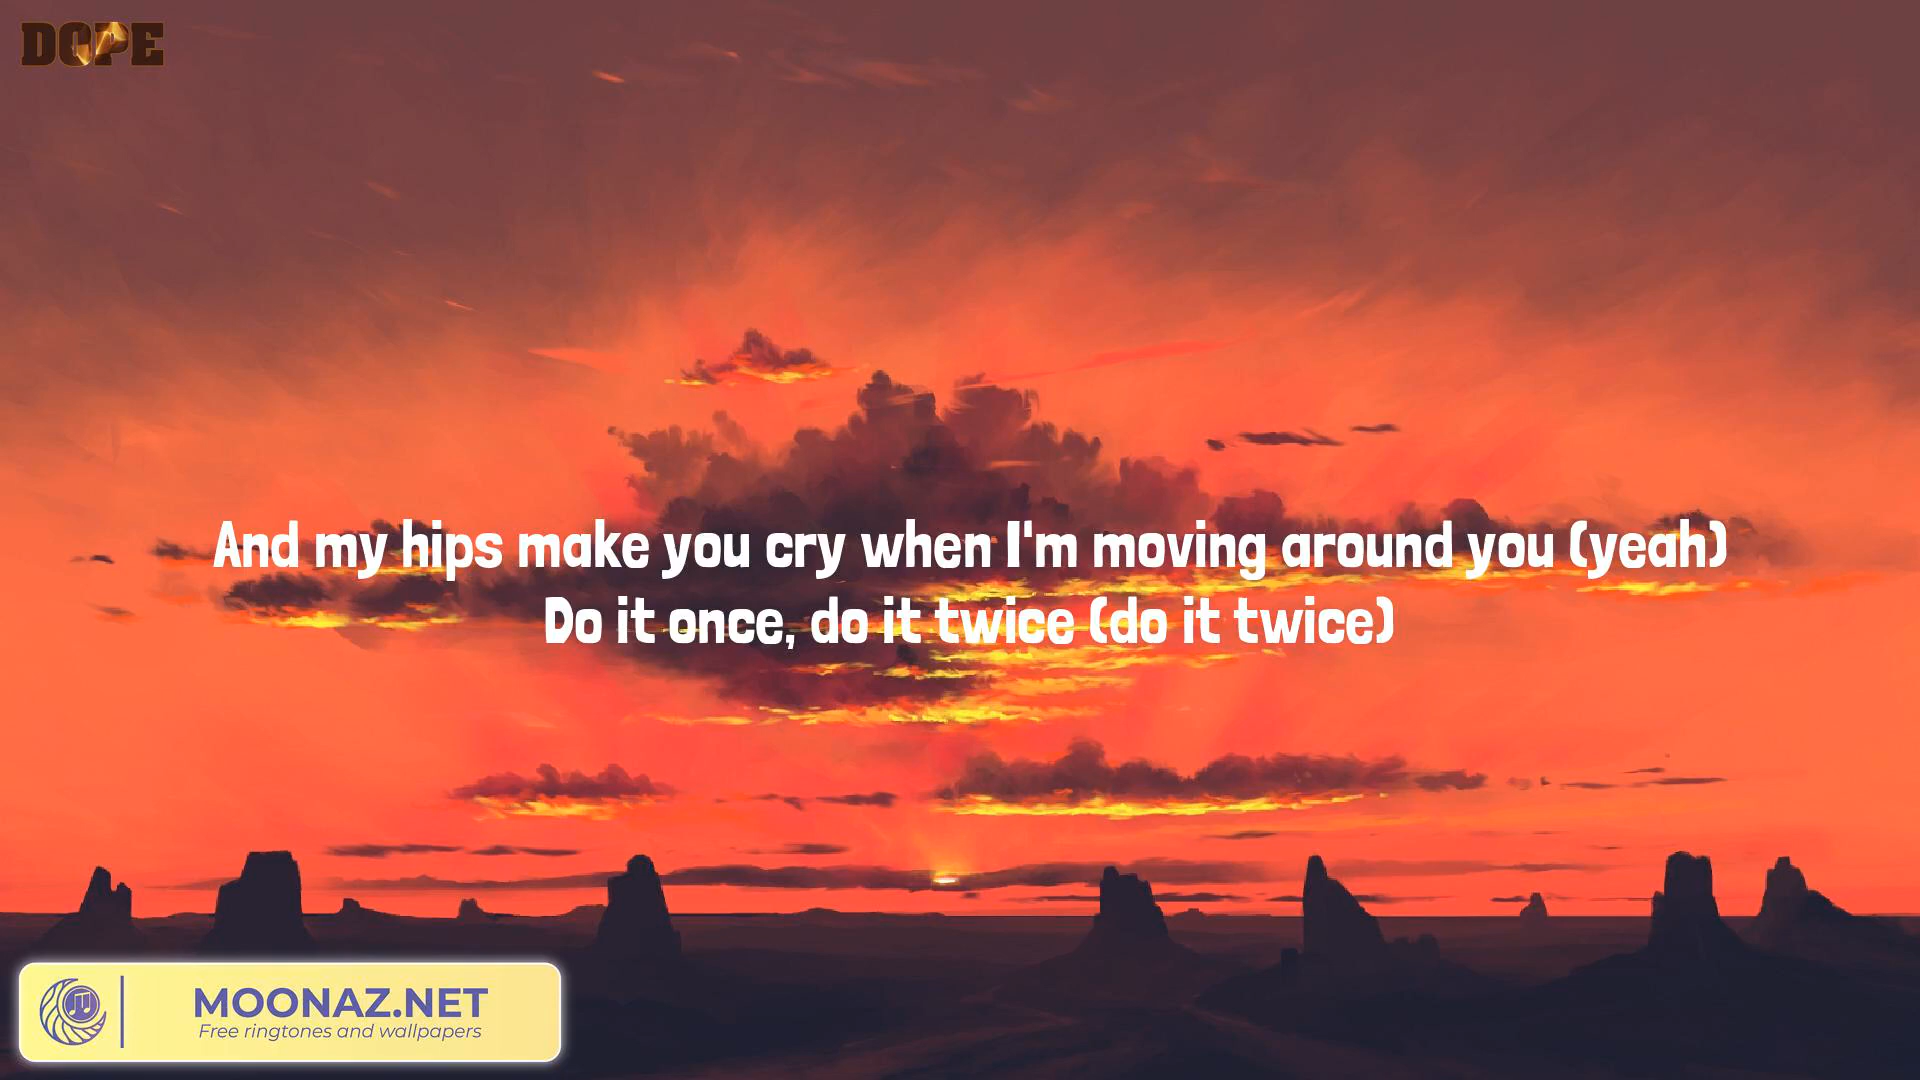 DOPE
And my hips make you cry when I'm moving around you (yeah)
Do it once, do it twice (do it twice)
MOONAZ.NET
Free ringtones and wallpapers